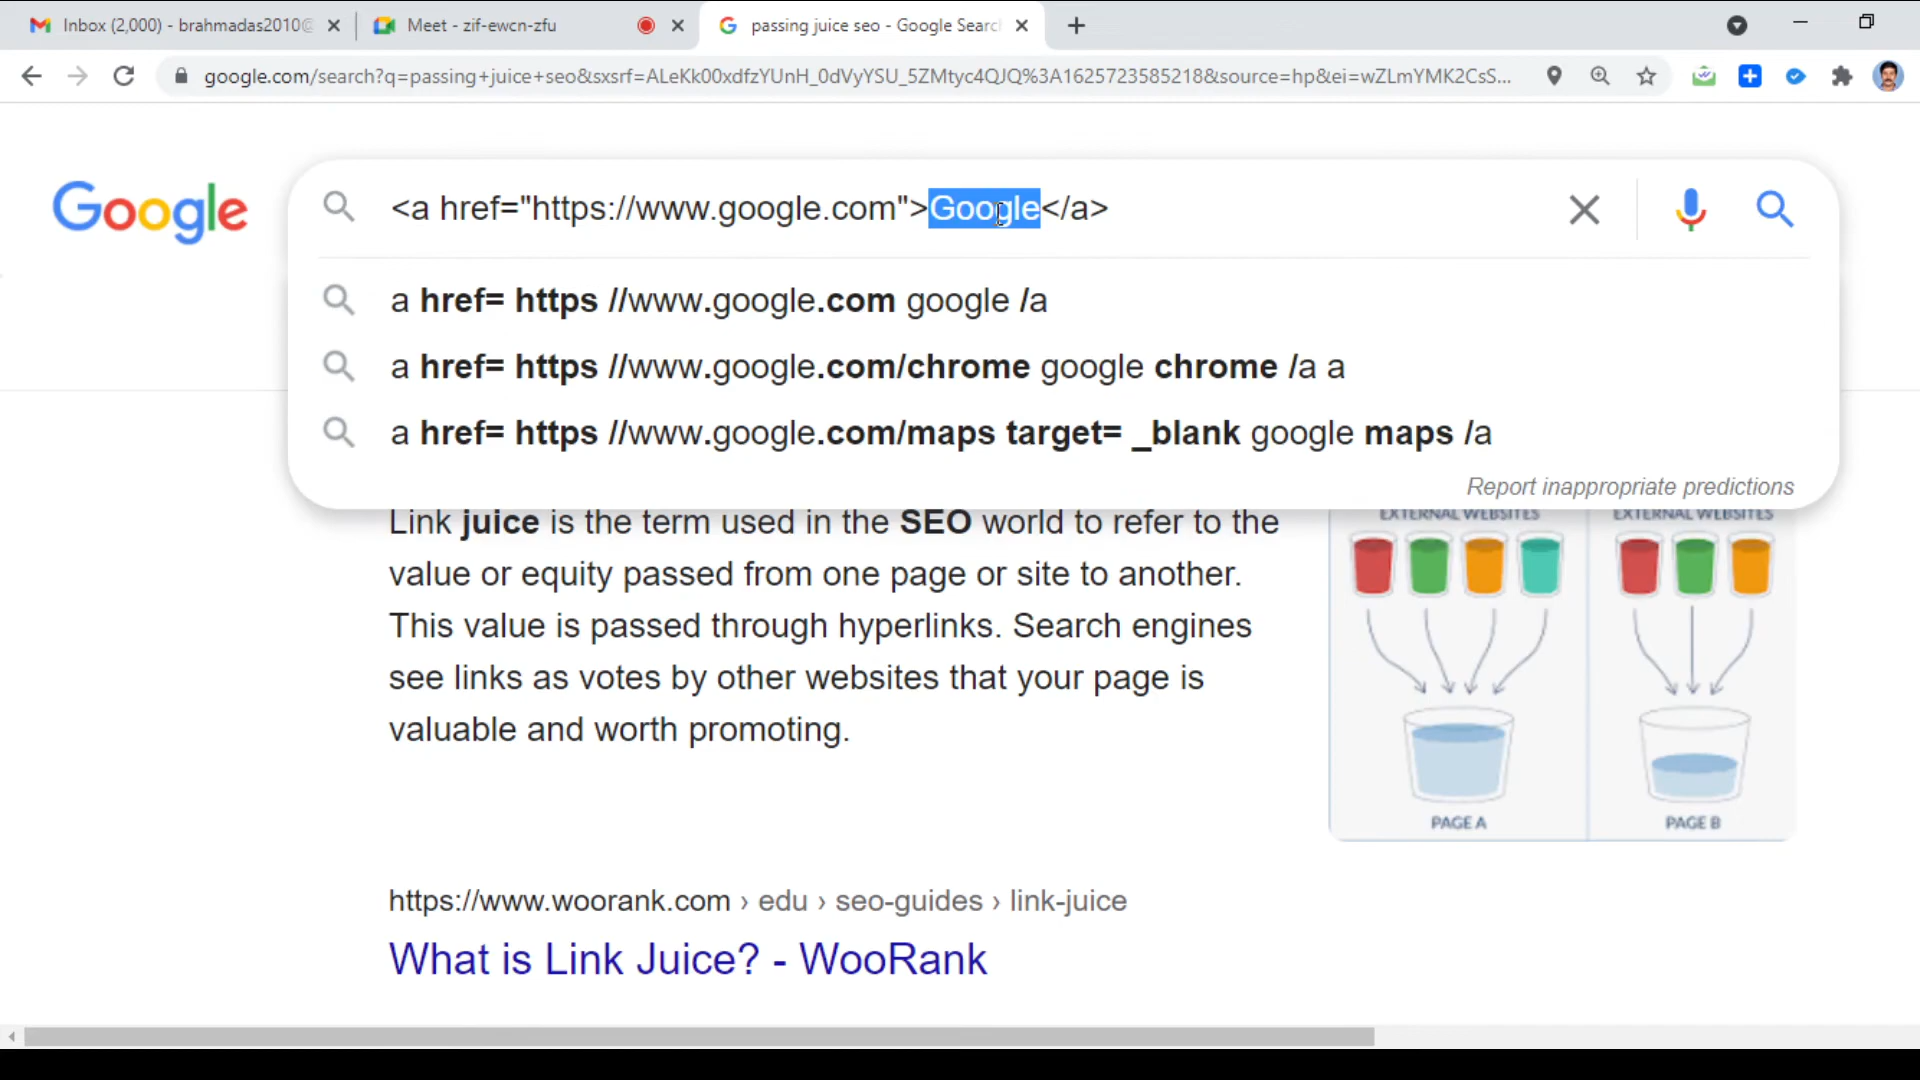 Inbox (2,000) - brahmadas2010@
Meet - zif-ewcn-zfu
passing juice seo - Google Searc
google.com/search?q=passing+juice+seo&sxsrf=ALeKk00xdfzYUnH_0dVyYSU_5ZMtyc4QJQ%3A1625723585218&source=hp&ei=wZLmYMK2CsS...
Google
<a href="https://www.google.com">Google</a>
a href= https //www.google.com google /a
a href= https //www.google.com/chrome google chrome /a a
a href= https //www.google.com/maps target= _blank google maps /a
Report inappropriate predictions
Link juice is the term used in the SEO world to refer to the
value or equity passed from one page or site to another.
This value is passed through hyperlinks. Search engines
see links as votes by other websites that your page is
valuable and worth promoting.
EXTERNAL WEBSITES
EXTERNAL WEBSITES
PAGE A
PAGE B
https://www.woorank.com › edu › seo-guides › link-juice
What is Link Juice? - WooRank